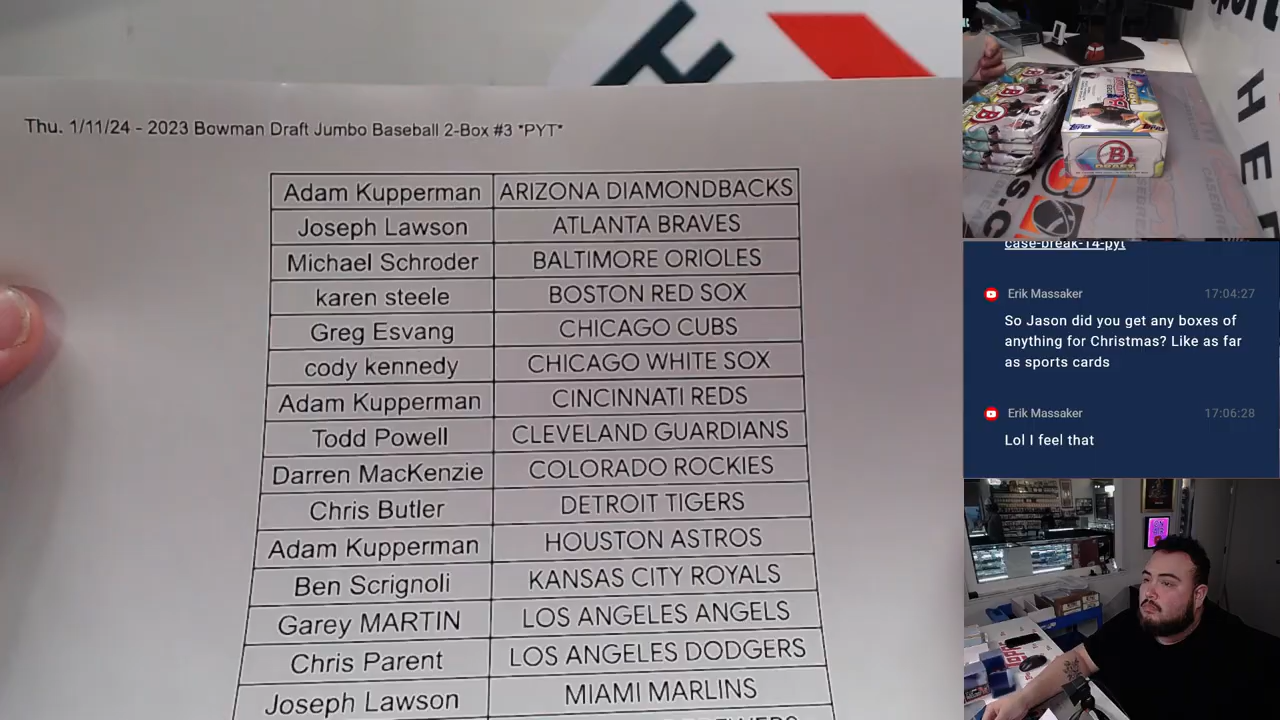 Thu. 1/11/24 - 2023 Bowman Draft Jumbo Baseball 2-Box #3 *PYT*
Adam Kupperman ARIZONA DIAMONDBACKS
Joseph Lawson ATLANTA BRAVES
Michael Schroder BALTIMORE ORIOLES
karen steele BOSTON RED SOX
Greg Esvang CHICAGO CUBS
cody kennedy CHICAGO WHITE SOX
Adam Kupperman CINCINNATI REDS
Todd Powell CLEVELAND GUARDIANS
Darren MacKenzie COLORADO ROCKIES
Chris Butler DETROIT TIGERS
Adam Kupperman HOUSTON ASTROS
Ben Scrignoli KANSAS CITY ROYALS
Garey MARTIN LOS ANGELES ANGELS
Chris Parent LOS ANGELES DODGERS
Joseph Lawson MIAMI MARLINS
case-break-14-pyt
Erik Massaker 17:04:27
So Jason did you get any boxes of
anything for Christmas? Like as far
as sports cards
Erik Massaker 17:06:28
Lol I feel that